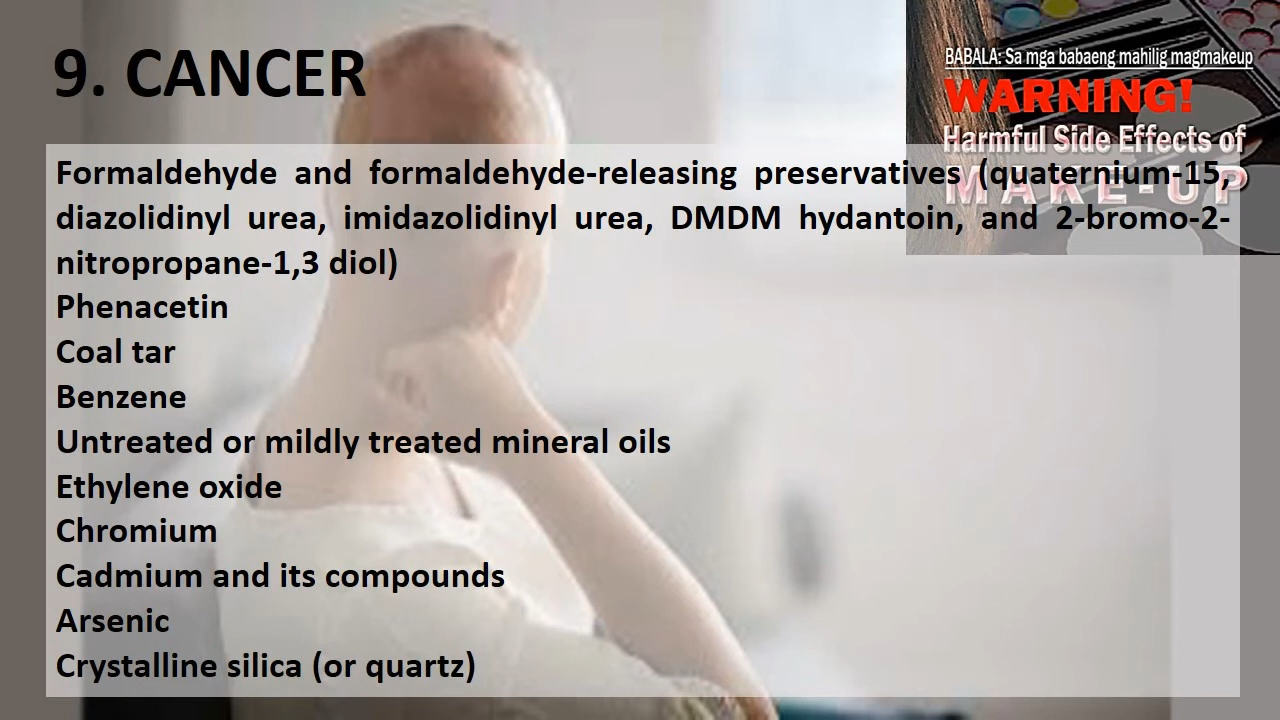 9. CANCER
BABALA: Sa mga babaeng mahilig magmakeup
WARNING!
Harmful Side Effects of
MAKE-UP
Formaldehyde and formaldehyde-releasing preservatives (quaternium-15,
diazolidinyl urea, imidazolidinyl urea, DMDM hydantoin, and 2-bromo-2-
nitropropane-1,3 diol)
Phenacetin
Coal tar
Benzene
Untreated or mildly treated mineral oils
Ethylene oxide
Chromium
Cadmium and its compounds
Arsenic
Crystalline silica (or quartz)